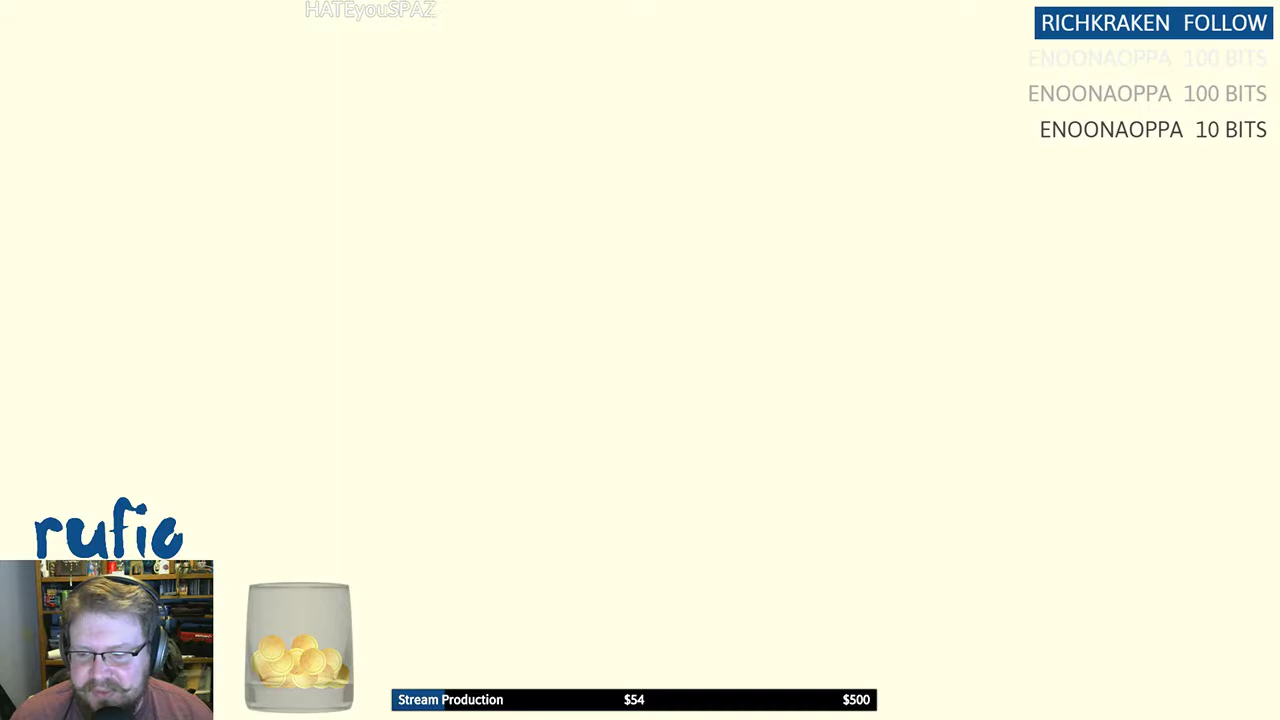 HATEyouSPAZ
RICHKRAKEN FOLLOW
ENOONAOPPA 100 BITS
ENOONAOPPA 100 BITS
ENOONAOPPA 10 BITS
rufio
Stream Production $54 $500